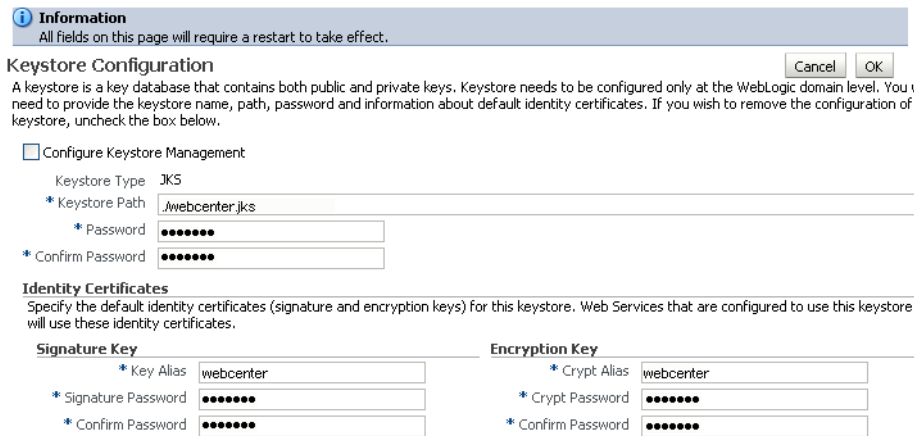 Information
All fields on this page will require a restart to take effect.
Keystore Configuration
Cancel OK
A keystore is a key database that contains both public and private keys. Keystore needs to be configured only at the WebLogic domain level. You
need to provide the keystore name, path, password and information about default identity certificates. If you wish to remove the configuration of
keystore, uncheck the box below.
Configure Keystore Management
Keystore Type JKS
* Keystore Path ./webcenter.jks
* Password •••••••
* Confirm Password •••••••
Identity Certificates
Specify the default identity certificates (signature and encryption keys) for this keystore. Web Services that are configured to use this keystore
will use these identity certificates.
Signature Key Encryption Key
* Key Alias webcenter * Crypt Alias webcenter
* Signature Password ••••••• * Crypt Password •••••••
* Confirm Password ••••••• * Confirm Password •••••••